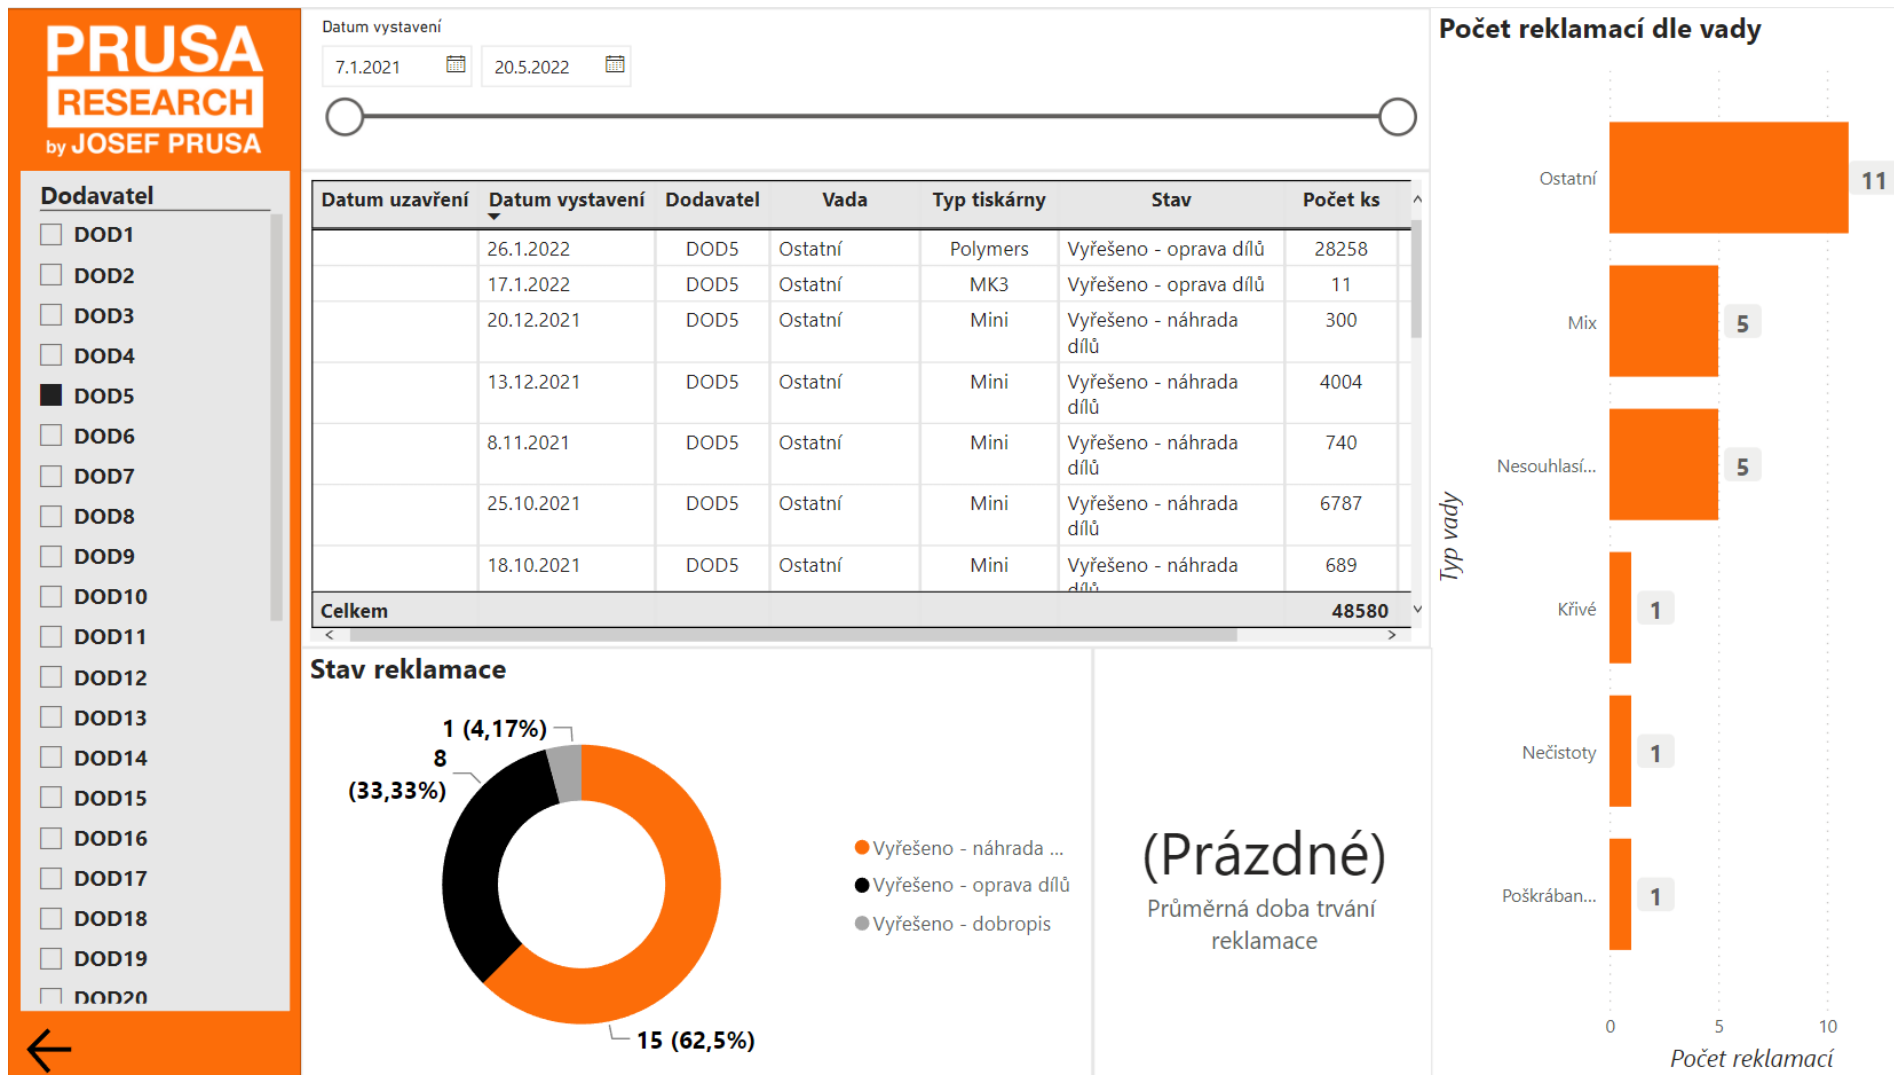 PRUSA
RESEARCH
by JOSEF PRUSA
Dodavatel
DOD1
DOD2
DOD3
DOD4
DOD5
DOD6
DOD7
DOD8
DOD9
DOD10
DOD11
DOD12
DOD13
DOD14
DOD15
DOD16
DOD17
DOD18
DOD19
DOD20
Datum vystavení
7.1.2021 20.5.2022
Datum uzavření Datum vystavení Dodavatel Vada Typ tiskárny Stav Počet ks
26.1.2022 DOD5 Ostatní Polymers Vyřešeno - oprava dílů 28258
17.1.2022 DOD5 Ostatní MK3 Vyřešeno - oprava dílů 11
20.12.2021 DOD5 Ostatní Mini Vyřešeno - náhrada 300
dílů
13.12.2021 DOD5 Ostatní Mini Vyřešeno - náhrada 4004
dílů
8.11.2021 DOD5 Ostatní Mini Vyřešeno - náhrada 740
dílů
25.10.2021 DOD5 Ostatní Mini Vyřešeno - náhrada 6787
dílů
18.10.2021 DOD5 Ostatní Mini Vyřešeno - náhrada 689
dílů
Celkem 48580
Stav reklamace
1 (4,17%)
8
(33,33%)
15 (62,5%)
Vyřešeno - náhrada ...
Vyřešeno - oprava dílů
Vyřešeno - dobropis
(Prázdné)
Průměrná doba trvání
reklamace
Počet reklamací dle vady
Typ vady
Ostatní 11
Mix 5
Nesouhlasí... 5
Křivé 1
Nečistoty 1
Poškrában... 1
0 5 10
Počet reklamací